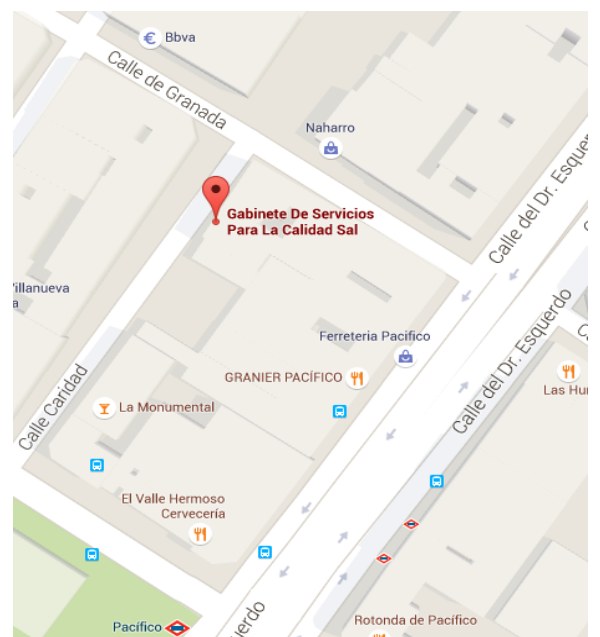 Bbva
Calle de Granada
Naharro
Calle del Dr. Esquerdo
Gabinete De Servicios
Para La Calidad Sal
Villanueva
a
Ferreteria Pacifico
Calle del Dr. Esquerdo
GRANIER PACÍFICO
Las Hur
Calle Caridad
La Monumental
El Valle Hermoso
Cervecería
Pacífico
uerdo
Rotonda de Pacífico